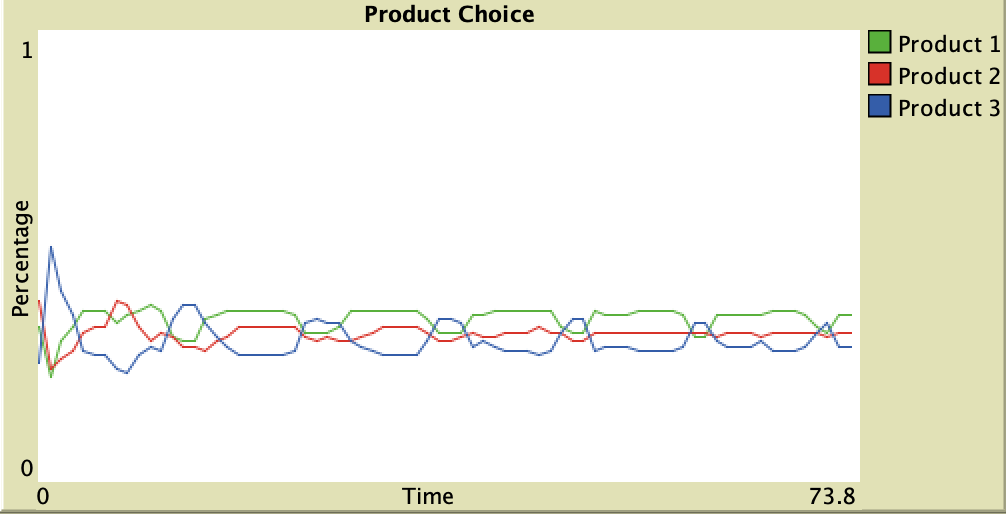 Product Choice
1
Percentage
0
0
Time
73.8
Product 1
Product 2
Product 3